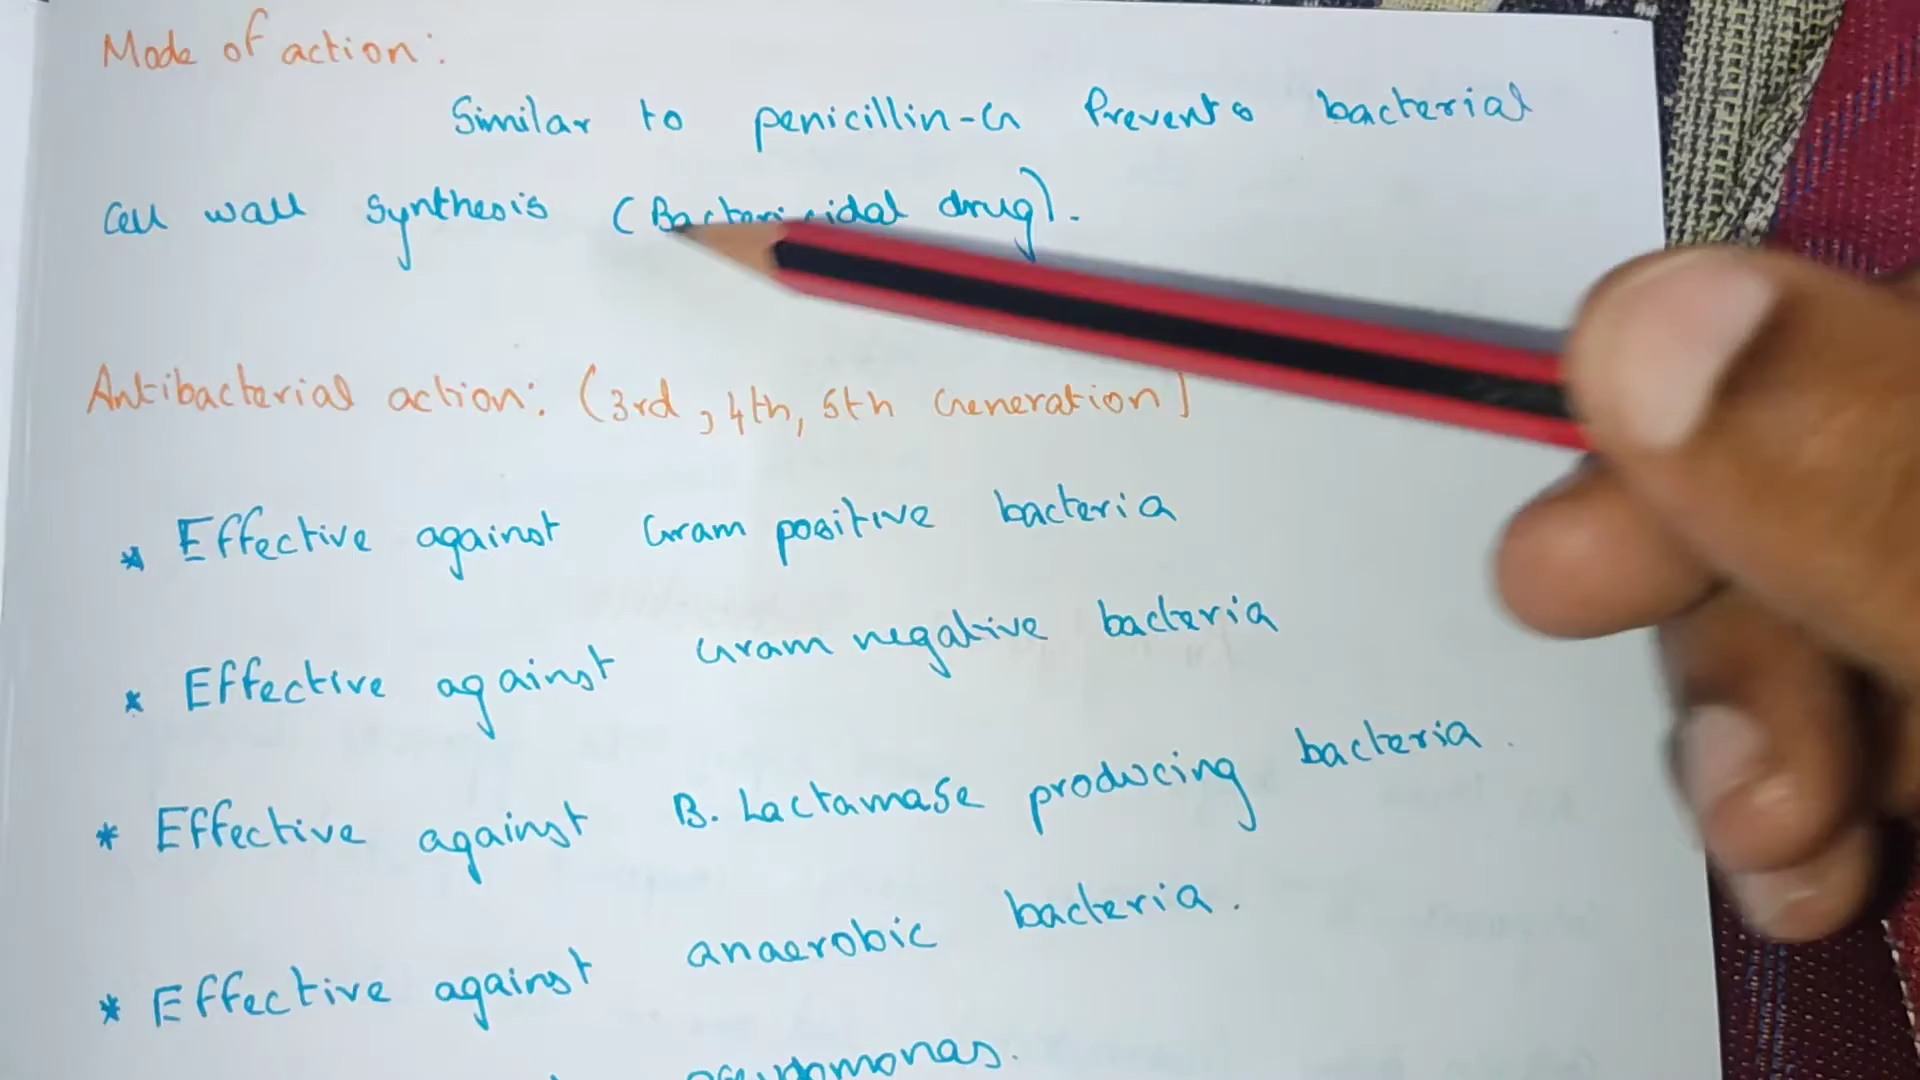 Mode of action:
Similar to penicillin-G Prevents bacterial
cell wall synthesis (Bactericidal drug).
Antibacterial action: (3rd, 4th, 5th Generation)
* Effective against Gram positive bacteria
* Effective against Gram negative bacteria
* Effective against B. Lactamase producing bacteria.
* Effective against anaerobic bacteria.
pseudomonas.